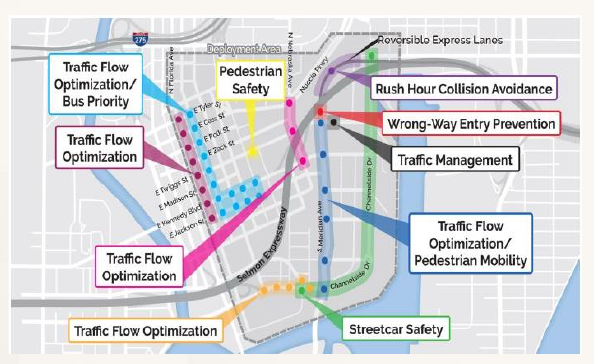 275
Deployment Area
Reversible Express Lanes
N Florida Ave
N Nebraska Ave
Traffic Flow
Optimization/
Bus Priority
Pedestrian
Safety
Rush Hour Collision Avoidance
E Tyler St
E Cass St
E Polk St
E Zack St
Wrong-Way Entry Prevention
Traffic Flow
Optimization
Traffic Management
E Twiggs St
E Madison St
E Kennedy Blvd
E Jackson St
Channelside Dr
Selmon Expressway
Meridian Ave
Traffic Flow
Optimization/
Pedestrian Mobility
Traffic Flow
Optimization
Channelside Dr
Traffic Flow Optimization
Streetcar Safety